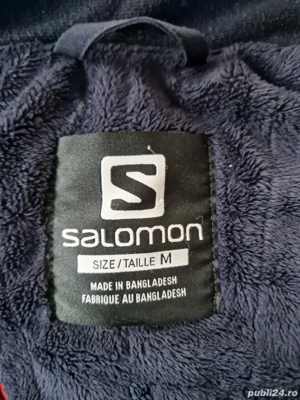 S
SALOMON
SIZE/TAILLE M
MADE IN BANGLADESH
FABRIQUE AU BANGLADESH
publi24.ro